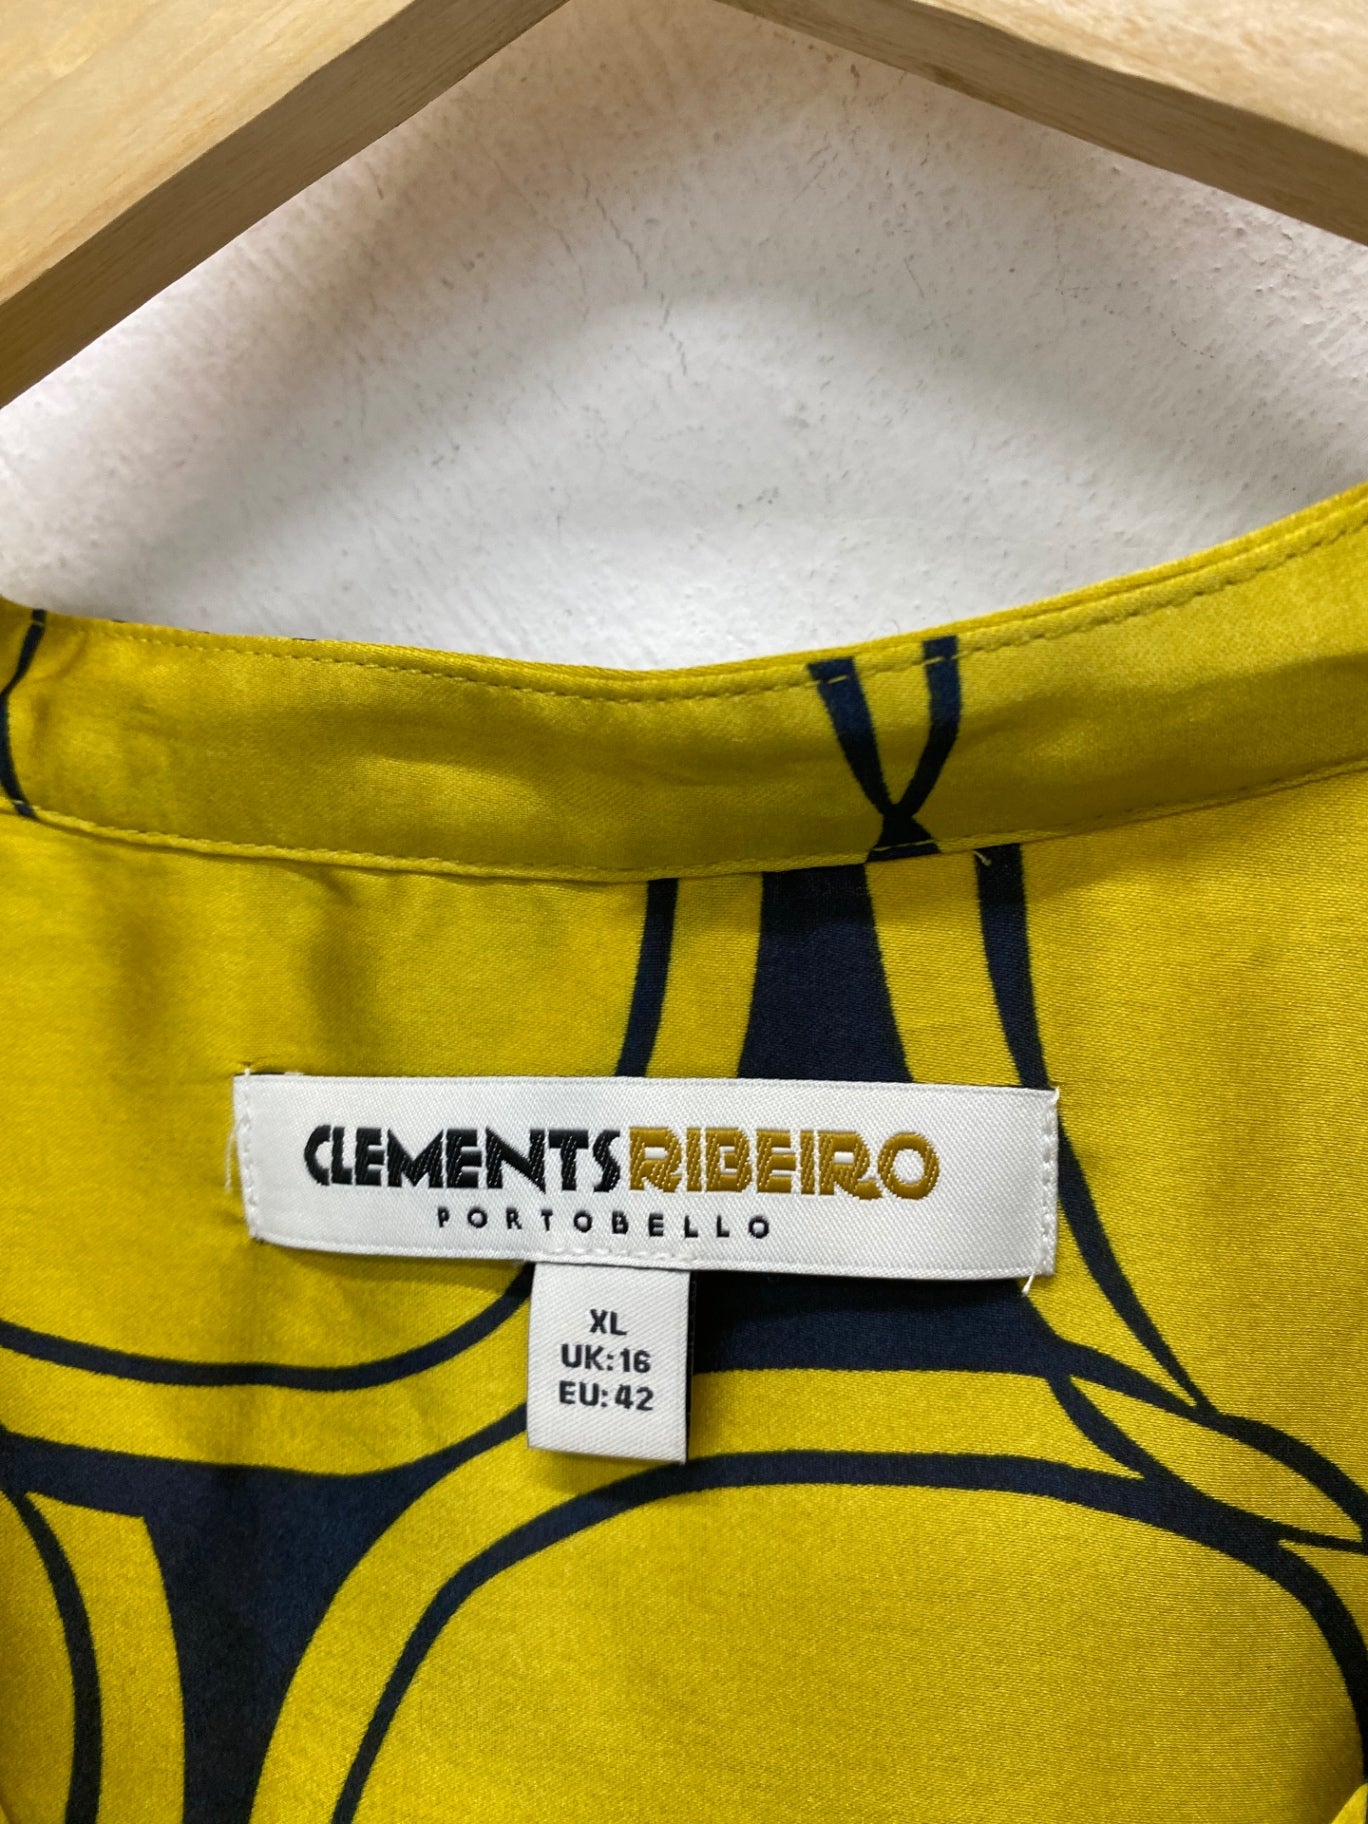 CLEMENTSRIBEIRO
PORTOBELLO
XL
UK:16
EU:42